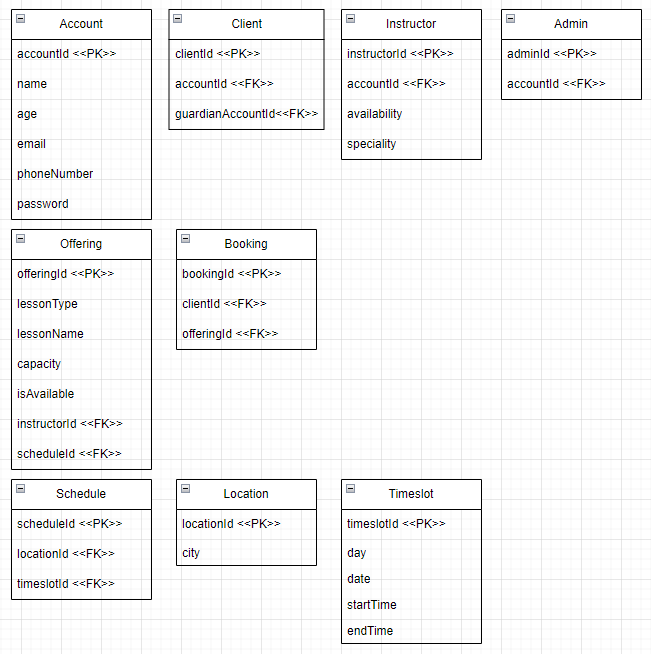 Account
accountId <<PK>>
name
age
email
phoneNumber
password
Client
clientId <<PK>>
accountId <<FK>>
guardianAccountId<<FK>>
Instructor
instructorId <<PK>>
accountId <<FK>>
availability
speciality
Admin
adminId <<PK>>
accountId <<FK>>
Offering
offeringId <<PK>>
lessonType
lessonName
capacity
isAvailable
instructorId <<FK>>
scheduleId <<FK>>
Booking
bookingId <<PK>>
clientId <<FK>>
offeringId <<FK>>
Schedule
scheduleId <<PK>>
locationId <<FK>>
timeslotId <<FK>>
Location
locationId <<PK>>
city
Timeslot
timeslotId <<PK>>
day
date
startTime
endTime